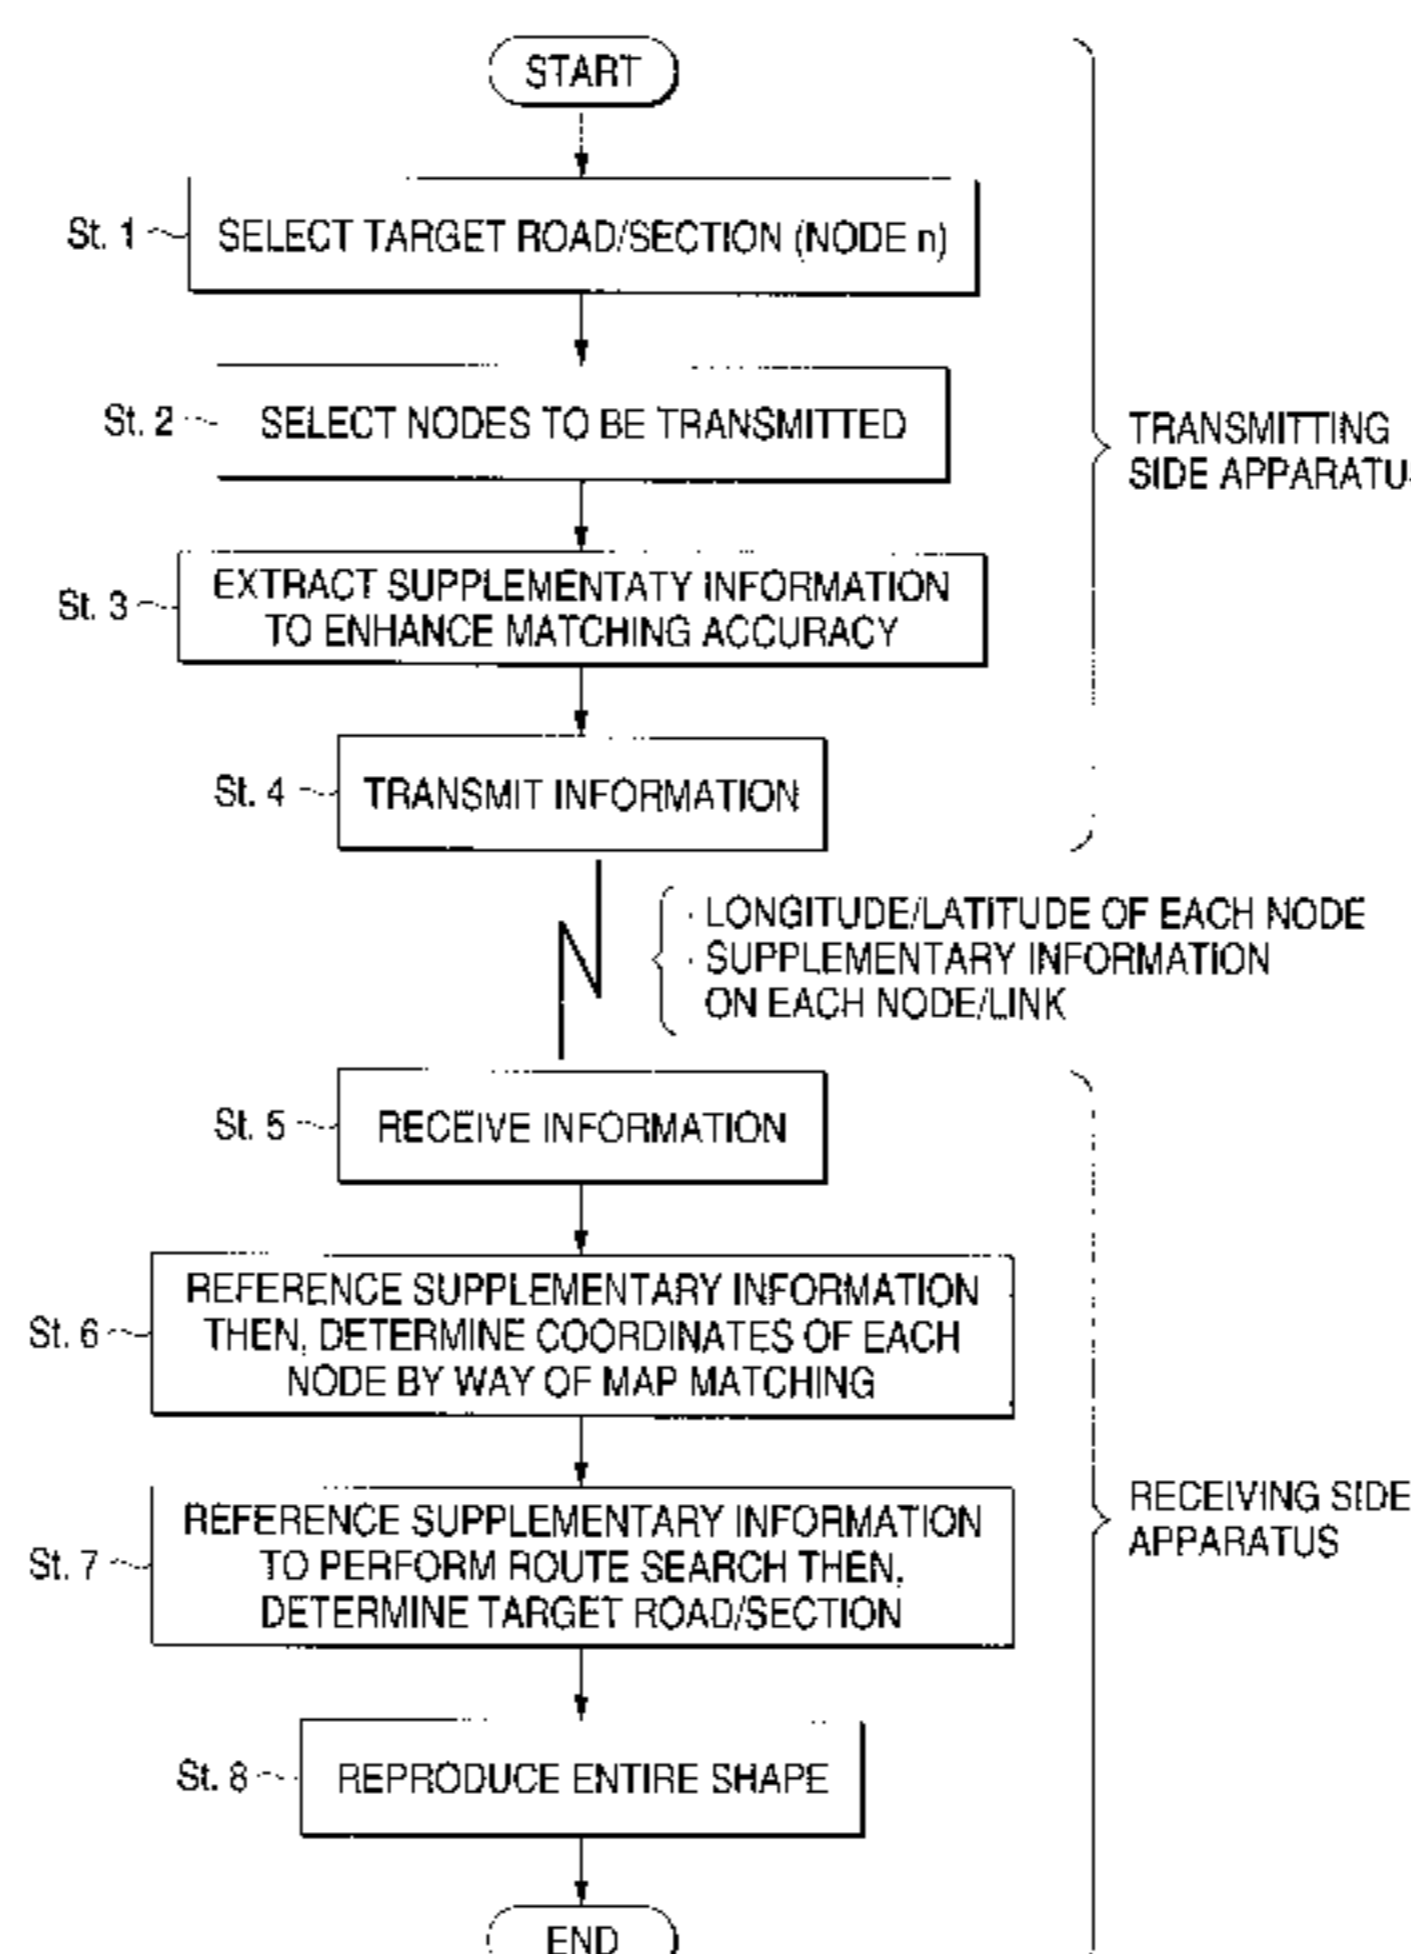 START
St. 1
SELECT TARGET ROAD/SECTION (NODE n)
St. 2
SELECT NODES TO BE TRANSMITTED
TRANSMITTING
SIDE APPARATUS
St. 3
EXTRACT SUPPLEMENTATY INFORMATION
TO ENHANCE MATCHING ACCURACY
St. 4
TRANSMIT INFORMATION
· LONGITUDE/LATITUDE OF EACH NODE
· SUPPLEMENTARY INFORMATION
ON EACH NODE/LINK
St. 5
RECEIVE INFORMATION
St. 6
REFERENCE SUPPLEMENTARY INFORMATION
THEN, DETERMINE COORDINATES OF EACH
NODE BY WAY OF MAP MATCHING
St. 7
REFERENCE SUPPLEMENTARY INFORMATION
TO PERFORM ROUTE SEARCH THEN,
DETERMINE TARGET ROAD/SECTION
RECEIVING SIDE
APPARATUS
St. 8
REPRODUCE ENTIRE SHAPE
END